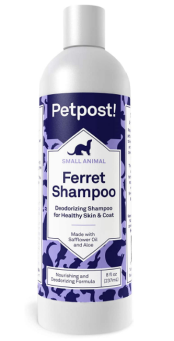 Petpost!
SMALL ANIMAL
Ferret
Shampoo
Deodorizing Shampoo
for Healthy Skin & Coat
Made with
Safflower Oil
and Aloe
Nourishing and
Deodorizing Formula
8 fl oz
(237mL)